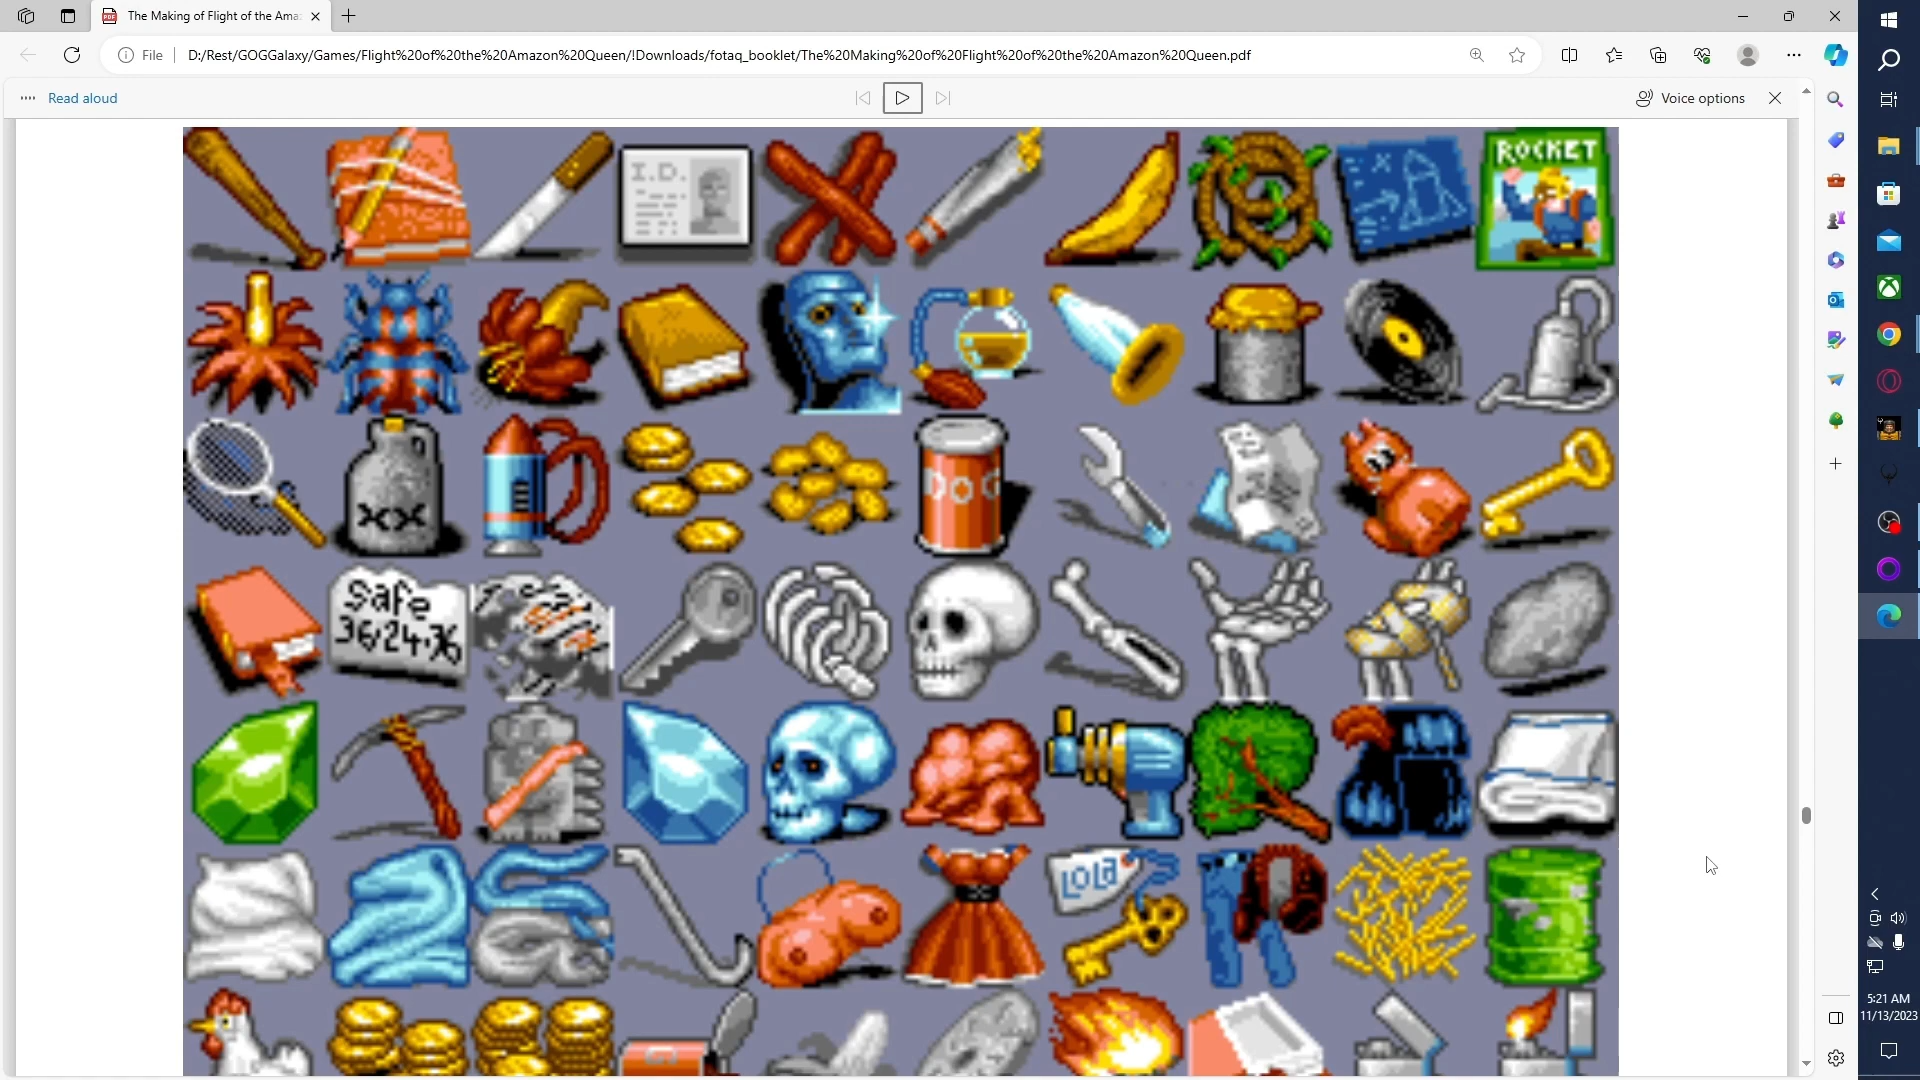 The Making of Flight of the Ama
File
D:/Rest/GOGGalaxy/Games/Flight%20of%20the%20Amazon%20Queen/!Downloads/fotaq_booklet/The%20Making%20of%20Flight%20of%20the%20Amazon%20Queen.pdf
Read aloud
Voice options
I.D.
ROCKET
XX
DOG
Safe
36·24·36
LOLA
5:21 AM
11/13/2023